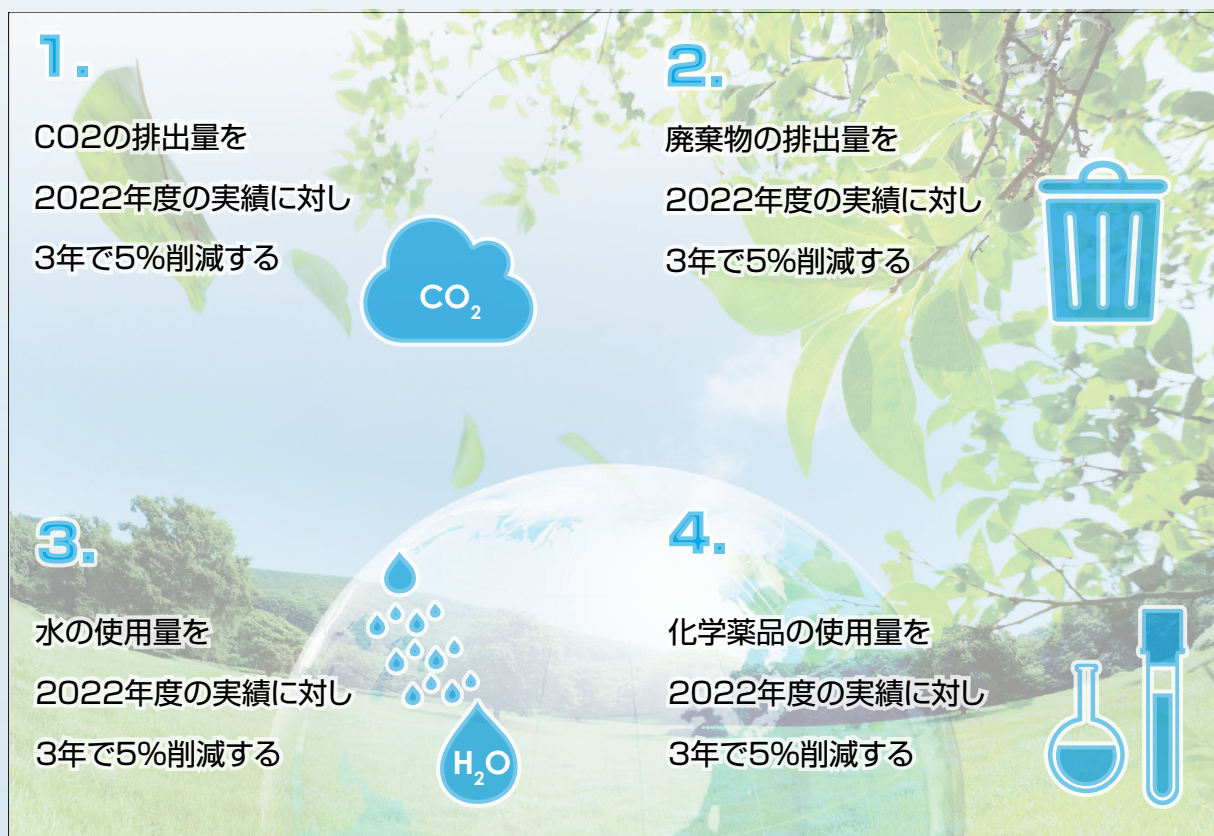 1.
CO2の排出量を
2022年度の実績に対し
3年で5%削減する
CO₂
2.
廃棄物の排出量を
2022年度の実績に対し
3年で5%削減する
3.
水の使用量を
2022年度の実績に対し
3年で5%削減する
H₂O
4.
化学薬品の使用量を
2022年度の実績に対し
3年で5%削減する